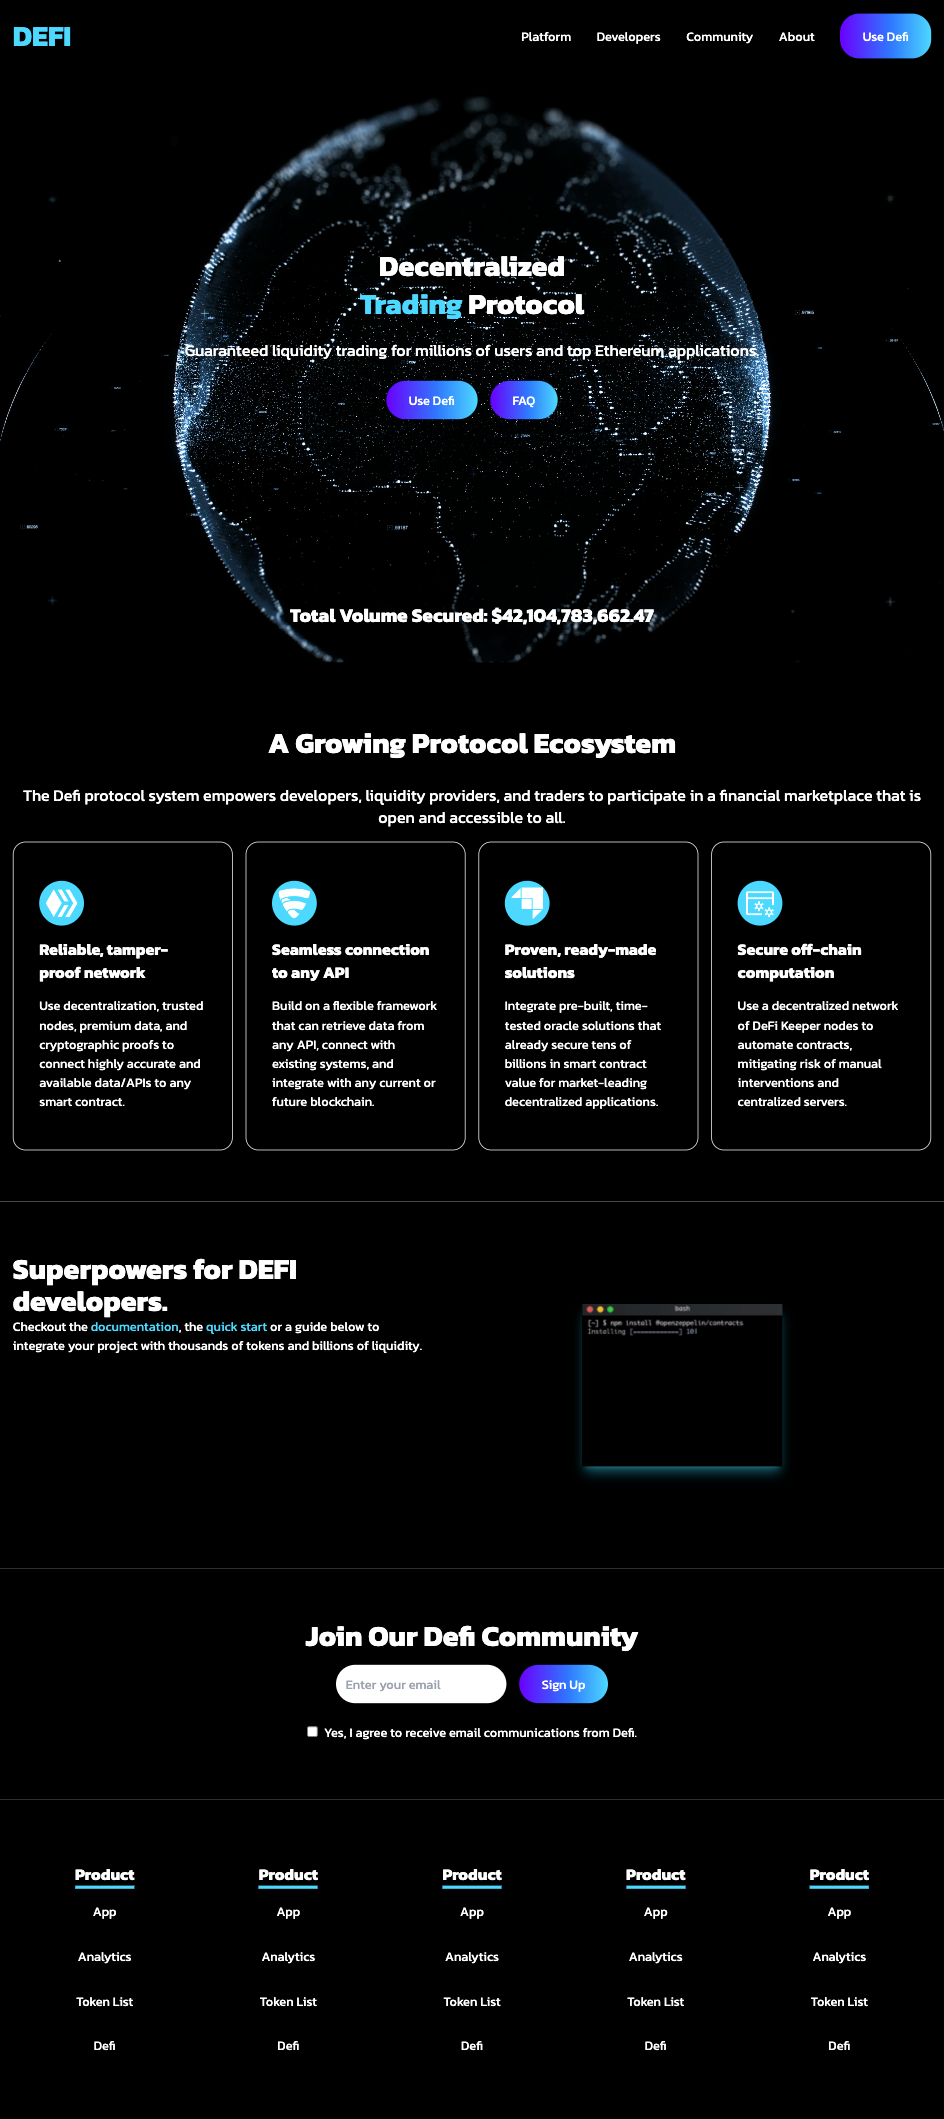 DEFI
Platform
Developers
Community
About
Use Defi
Decentralized
Trading Protocol
Guaranteed liquidity trading for millions of users and top Ethereum applications
Use Defi
FAQ
Total Volume Secured: $42,104,783,662.47
A Growing Protocol Ecosystem
The Defi protocol system empowers developers, liquidity providers, and traders to participate in a financial marketplace that is
open and accessible to all.
Reliable, tamper-
proof network
Use decentralization, trusted
nodes, premium data, and
cryptographic proofs to
connect highly accurate and
available data/APIs to any
smart contract.
Seamless connection
to any API
Build on a flexible framework
that can retrieve data from
any API, connect with
existing systems, and
integrate with any current or
future blockchain.
Proven, ready-made
solutions
Integrate pre-built, time-
tested oracle solutions that
already secure tens of
billions in smart contract
value for market-leading
decentralized applications.
Secure off-chain
computation
Use a decentralized network
of DeFi Keeper nodes to
automate contracts,
mitigating risk of manual
interventions and
centralized servers.
Superpowers for DEFI
developers.
Checkout the documentation, the quick start or a guide below to
integrate your project with thousands of tokens and billions of liquidity.
bash
[~] $ npm install @openzeppelin/contracts
Installing [============] 10!
Join Our Defi Community
Enter your email
Sign Up
Yes, I agree to receive email communications from Defi.
Product
App
Analytics
Token List
Defi
Product
App
Analytics
Token List
Defi
Product
App
Analytics
Token List
Defi
Product
App
Analytics
Token List
Defi
Product
App
Analytics
Token List
Defi